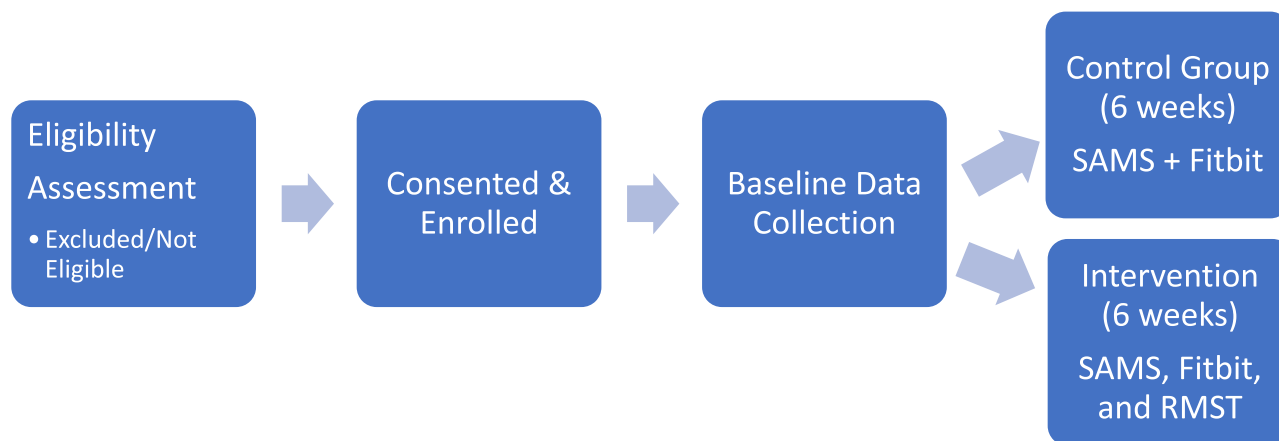 Eligibility
Assessment
• Excluded/Not
Eligible
Consented &
Enrolled
Baseline Data
Collection
Control Group
(6 weeks)
SAMS + Fitbit
Intervention
(6 weeks)
SAMS, Fitbit,
and RMST